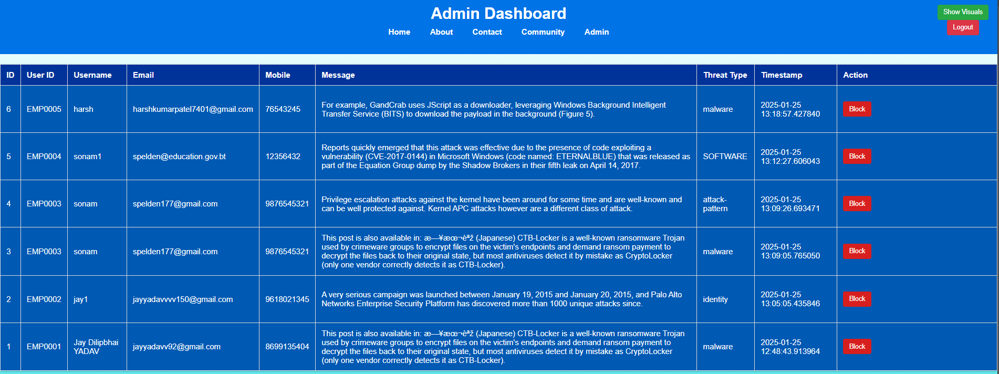 Admin Dashboard
Show Visuals
Home About Contact Community Admin
Logout
ID User ID Username Email Mobile Message Threat Type Timestamp Action
6 EMP0005 harsh harshkumarpatel7401@gmail.com 76543245
For example, GandCrab uses JScript as a downloader, leveraging Windows Background Intelligent
Transfer Service (BITS) to download the payload in the background (Figure 5).
malware
2025-01-25
13:18:57.427840
Block
5 EMP0004 sonam1 spelden@education.gov.bt 12356432
Reports quickly emerged that this attack was effective due to the presence of code exploiting a
vulnerability (CVE-2017-0144) in Microsoft Windows (code named: ETERNALBLUE) that was released as
part of the Equation Group dump by the Shadow Brokers in their fifth leak on April 14, 2017.
SOFTWARE
2025-01-25
13:12:27.606043
Block
4 EMP0003 sonam spelden177@gmail.com 9876545321
Privilege escalation attacks against the kernel have been around for some time and are well-known and
can be well protected against. Kernel APC attacks however are a different class of attack.
attack-
pattern
2025-01-25
13:09:26.693471
Block
3 EMP0003 sonam spelden177@gmail.com 9876545321
This post is also available in: æ—¥æœ¬èªž (Japanese) CTB-Locker is a well-known ransomware Trojan
used by crimeware groups to encrypt files on the victim's endpoints and demand ransom payment to
decrypt the files back to their original state, but most antiviruses detect it by mistake as CryptoLocker
(only one vendor correctly detects it as CTB-Locker).
malware
2025-01-25
13:09:05.765050
Block
2 EMP0002 jay1 jayyadavvvv150@gmail.com 9618021345
A very serious campaign was launched between January 19, 2015 and January 20, 2015, and Palo Alto
Networks Enterprise Security Platform has discovered more than 1000 unique attacks since.
identity
2025-01-25
13:05:05.435846
Block
1 EMP0001
Jay Dilipbhai
YADAV
jayyadavv92@gmail.com 8699135404
This post is also available in: æ—¥æœ¬èªž (Japanese) CTB-Locker is a well-known ransomware Trojan
used by crimeware groups to encrypt files on the victim's endpoints and demand ransom payment to
decrypt the files back to their original state, but most antiviruses detect it by mistake as CryptoLocker
(only one vendor correctly detects it as CTB-Locker).
malware
2025-01-25
12:48:43.913964
Block